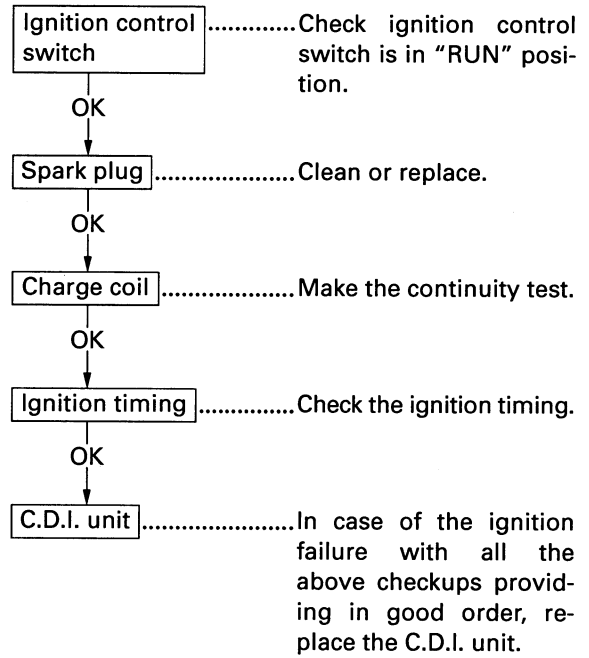 Ignition control
switch
...............Check ignition control
switch is in “RUN” posi-
tion.
OK
Spark plug ......................Clean or replace.
OK
Charge coil .....................Make the continuity test.
OK
Ignition timing ...............Check the ignition timing.
OK
C.D.I. unit ........................In case of the ignition
failure with all the
above checkups provid-
ing in good order, re-
place the C.D.I. unit.